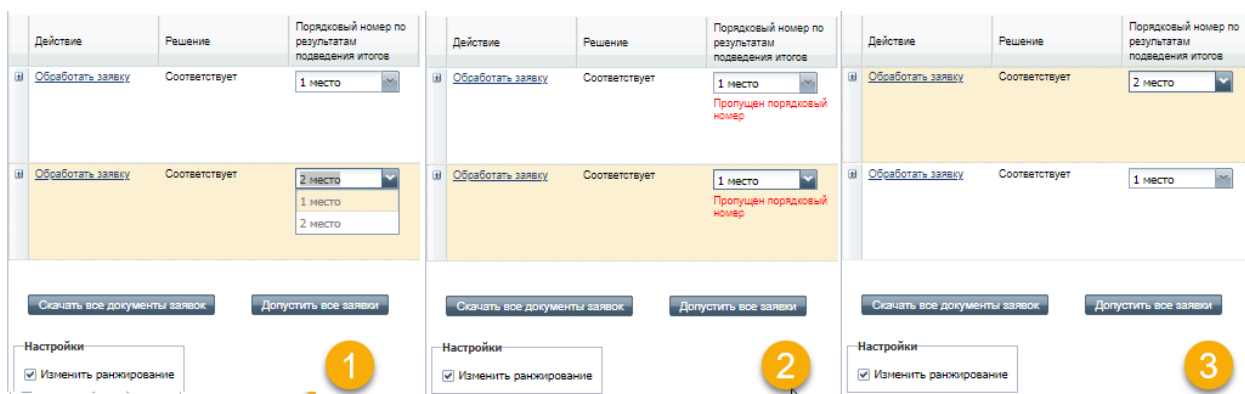 Действие
Решение
Порядковый номер по
результатам
подведения итогов
Обработать заявку
Соответствует
1 место
Обработать заявку
Соответствует
2 место
1 место
2 место
Скачать все документы заявок
Допустить все заявки
Настройки
Изменить ранжирование
1
Действие
Решение
Порядковый номер по
результатам
подведения итогов
Обработать заявку
Соответствует
1 место
Пропущен порядковый
номер
Обработать заявку
Соответствует
1 место
Пропущен порядковый
номер
Скачать все документы заявок
Допустить все заявки
Настройки
Изменить ранжирование
2
Действие
Решение
Порядковый номер по
результатам
подведения итогов
Обработать заявку
Соответствует
2 место
Обработать заявку
Соответствует
1 место
Скачать все документы заявок
Допустить все заявки
Настройки
Изменить ранжирование
3